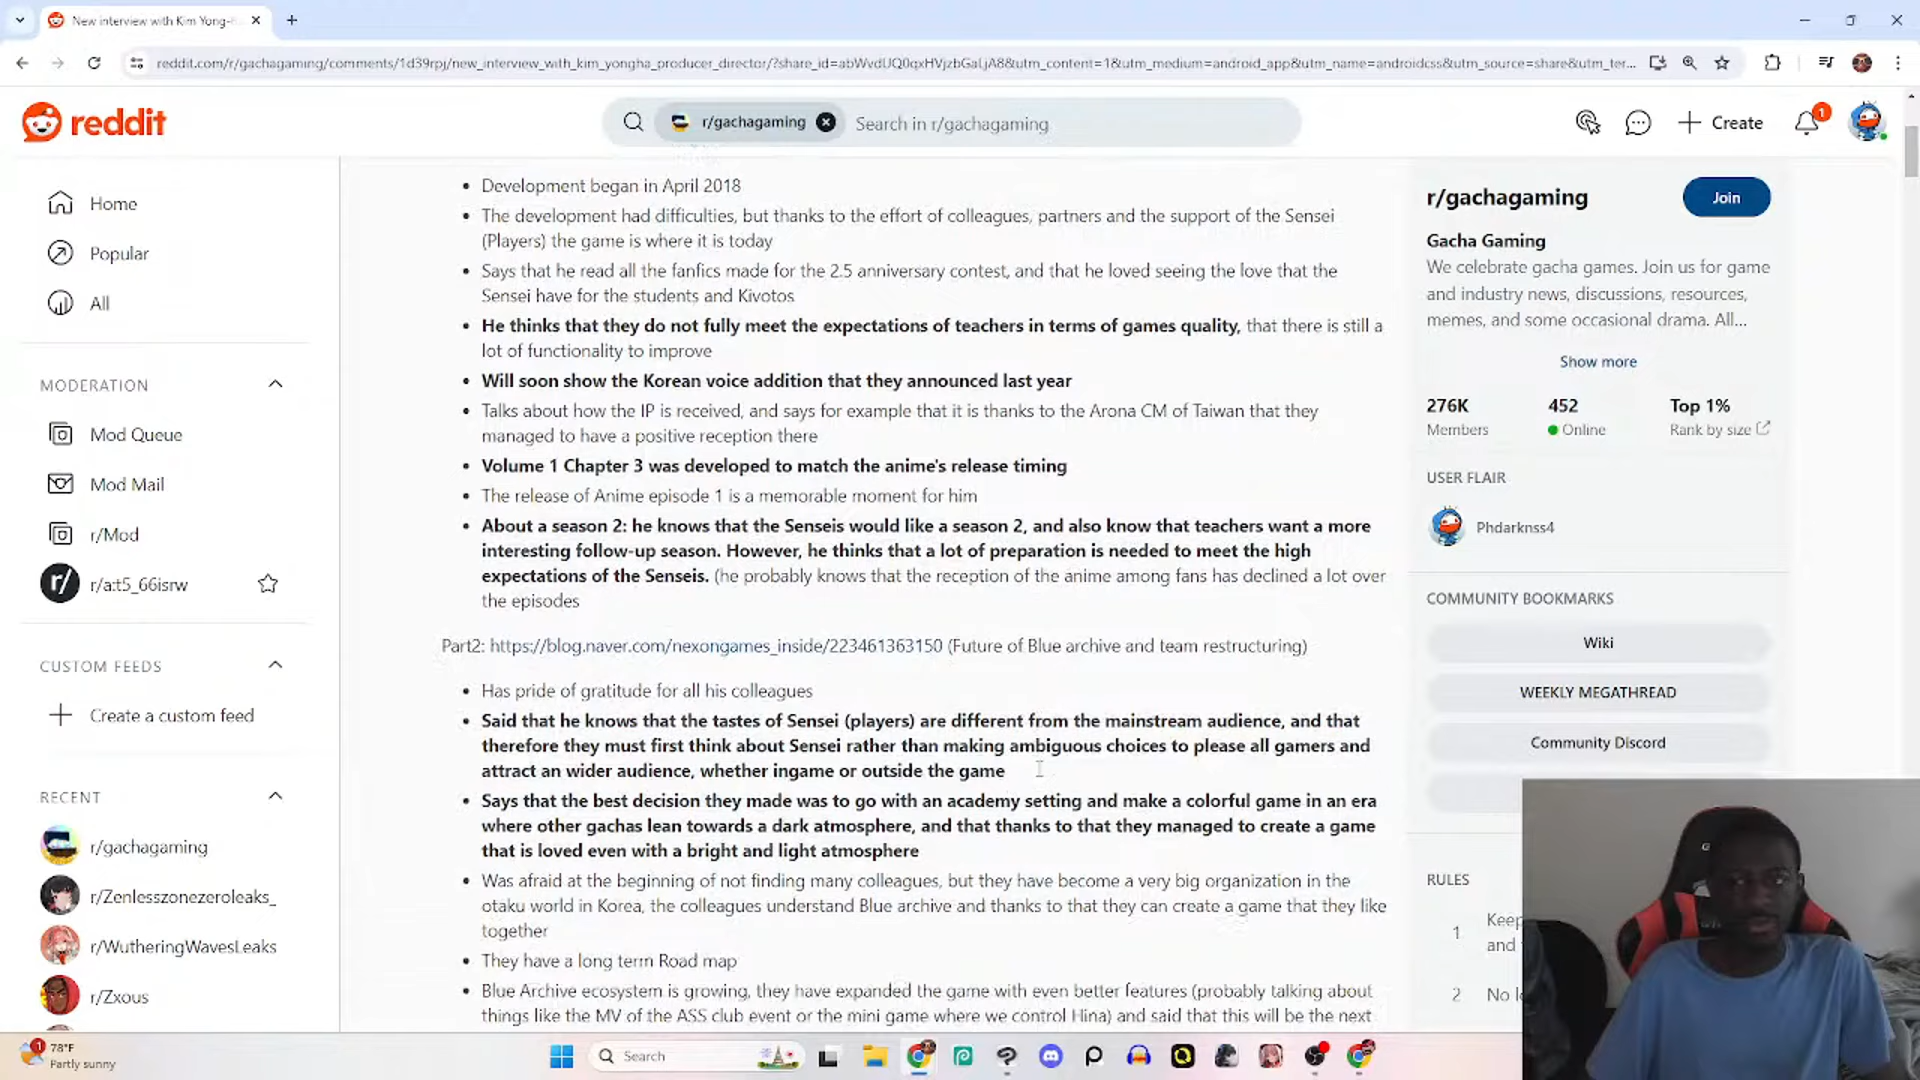 New interview with Kim Yong-
reddit.com/r/gachagaming/comments/1d39rpj/new_interview_with_kim_yongha_producer_director/?share_id=abWvdUQ0qxHVjzbGaLjA8&utm_content=1&utm_medium=android_app&utm_name=androidcss&utm_source=share&utm_ter...
reddit
r/gachagaming
Search in r/gachagaming
Create
1
Home
Popular
All
MODERATION
Mod Queue
Mod Mail
r/Mod
r/
r/a:t5_66isrw
CUSTOM FEEDS
Create a custom feed
RECENT
r/gachagaming
r/Zenlesszonezeroleaks_
r/WutheringWavesLeaks
r/Zxous
• Development began in April 2018
• The development had difficulties, but thanks to the effort of colleagues, partners and the support of the Sensei
(Players) the game is where it is today
• Says that he read all the fanfics made for the 2.5 anniversary contest, and that he loved seeing the love that the
Sensei have for the students and Kivotos
• He thinks that they do not fully meet the expectations of teachers in terms of games quality, that there is still a
lot of functionality to improve
• Will soon show the Korean voice addition that they announced last year
• Talks about how the IP is received, and says for example that it is thanks to the Arona CM of Taiwan that they
managed to have a positive reception there
• Volume 1 Chapter 3 was developed to match the anime's release timing
• The release of Anime episode 1 is a memorable moment for him
• About a season 2: he knows that the Senseis would like a season 2, and also know that teachers want a more
interesting follow-up season. However, he thinks that a lot of preparation is needed to meet the high
expectations of the Senseis. (he probably knows that the reception of the anime among fans has declined a lot over
the episodes
Part2: https://blog.naver.com/nexongames_inside/223461363150 (Future of Blue archive and team restructuring)
• Has pride of gratitude for all his colleagues
• Said that he knows that the tastes of Sensei (players) are different from the mainstream audience, and that
therefore they must first think about Sensei rather than making ambiguous choices to please all gamers and
attract an wider audience, whether ingame or outside the game
• Says that the best decision they made was to go with an academy setting and make a colorful game in an era
where other gachas lean towards a dark atmosphere, and that thanks to that they managed to create a game
that is loved even with a bright and light atmosphere
• Was afraid at the beginning of not finding many colleagues, but they have become a very big organization in the
otaku world in Korea, the colleagues understand Blue archive and thanks to that they can create a game that they like
together
• They have a long term Road map
• Blue Archive ecosystem is growing, they have expanded the game with even better features (probably talking about
things like the MV of the ASS club event or the mini game where we control Hina) and said that this will be the next
r/gachagaming
Join
Gacha Gaming
We celebrate gacha games. Join us for game
and industry news, discussions, resources,
memes, and some occasional drama. All...
Show more
276K 452 Top 1%
Members Online Rank by size
USER FLAIR
Phdarknss4
COMMUNITY BOOKMARKS
Wiki
WEEKLY MEGATHREAD
Community Discord
RULES
1
Keep
and
2 No
1
78°F
Partly sunny
Search